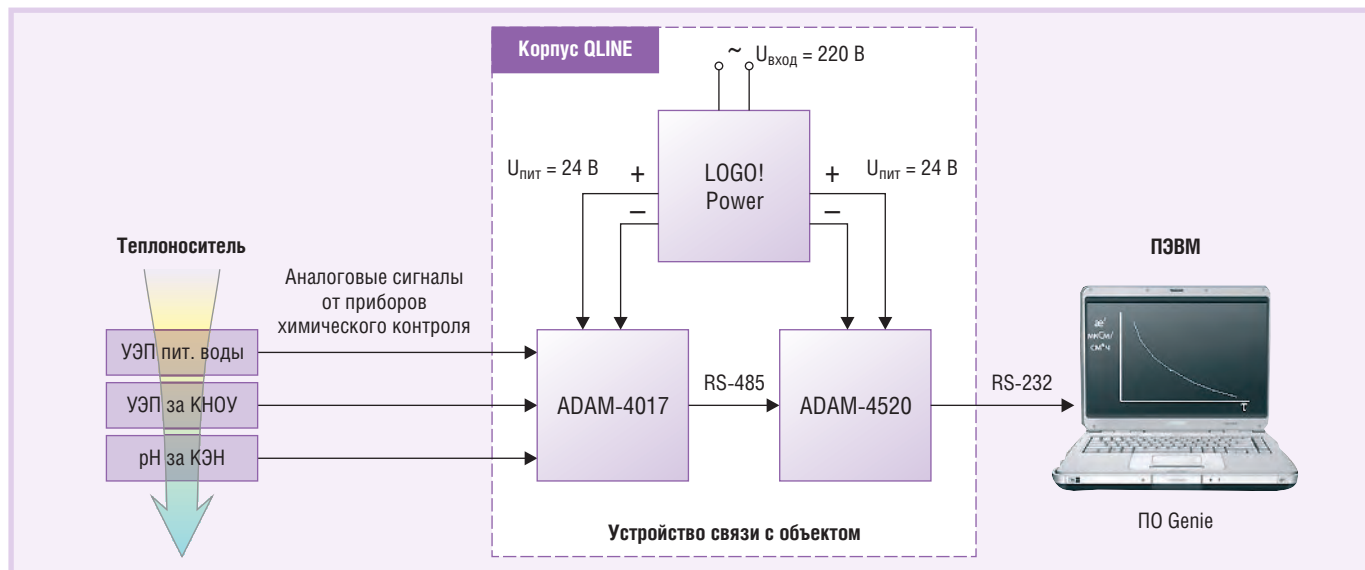 Корпус QLINE
~ Uвход = 220 В
Uпит = 24 В
+
–
LOGO!
Power
+
–
Uпит = 24 В
Теплоноситель
Аналоговые сигналы
от приборов
химического контроля
УЭП пит. воды
УЭП за КНОУ
pH за КЭН
ADAM-4017
RS-485
ADAM-4520
RS-232
ПЭВМ
τ
ПО Genie
Устройство связи с объектом